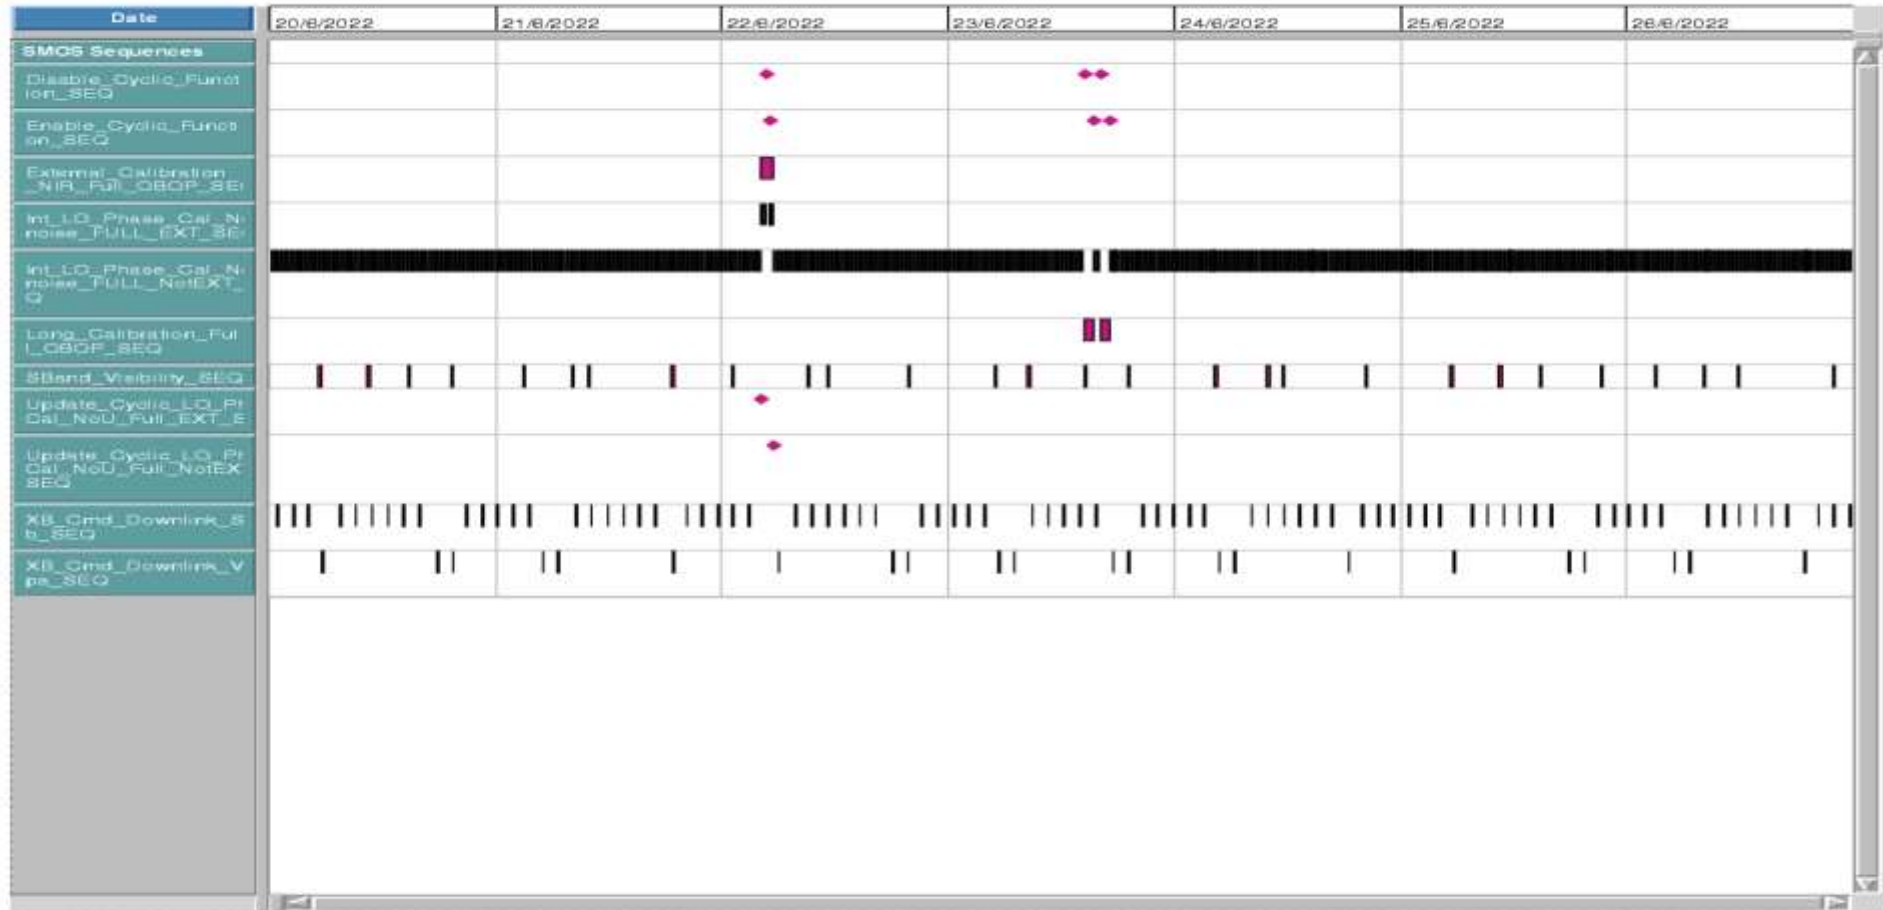 Date
20/6/2022 21/6/2022 22/6/2022 23/6/2022 24/6/2022 25/6/2022 26/6/2022
SMOS Sequences
Disable_Cyclic_Funct
ion_SEQ
Enable_Cyclic_Functi
on_SEQ
External_Calibration
_NIR_Full_OBOP_SE
Int_LO_Phase_Cal_N
noise_FULL_EXT_SE
Int_LO_Phase_Cal_N
noise_FULL_NotEXT_
Q
Long_Calibration_Ful
l_OBOP_SEQ
SBand_Visibility_SEQ
Update_Cyclic_LO_P
Cal_NoU_Full_EXT_
Update_Cyclic_LO_P
Cal_NoU_Full_NotEX
SEQ
XB_Cmd_Downlink_S
b_SEQ
XB_Cmd_Downlink_V
pa_SEQ